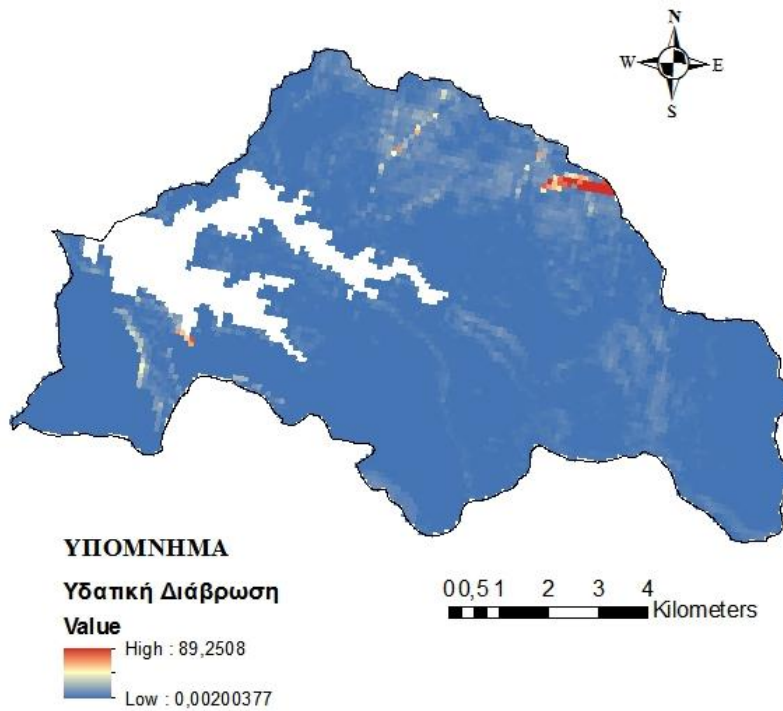 N
W E
S
ΥΠΟΜΝΗΜΑ
Υδατική Διάβρωση
Value
High : 89,2508
Low : 0,00200377
0 0,5 1 2 3 4
Kilometers